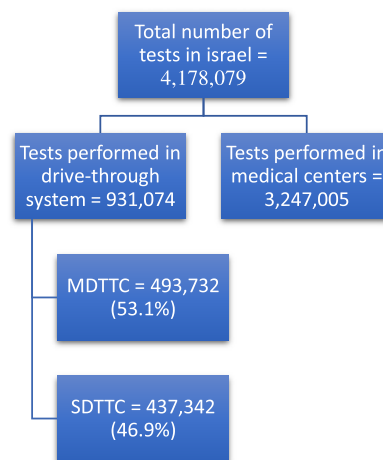 Total number of
tests in israel =
4,178,079
Tests performed in
drive-through
system = 931,074
Tests performed in
medical centers =
3,247,005
MDTTC = 493,732
(53.1%)
SDTTC = 437,342
(46.9%)